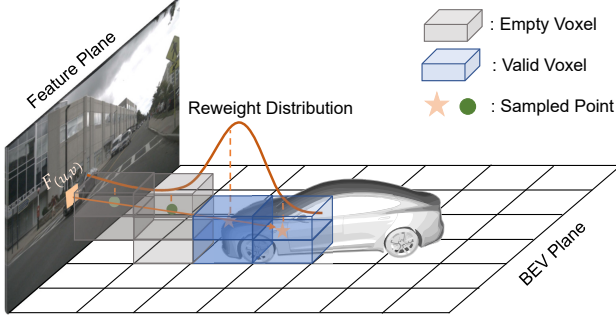 Feature Plane
: Empty Voxel
: Valid Voxel
: Sampled Point
Reweight Distribution
F(u,v)
BEV Plane